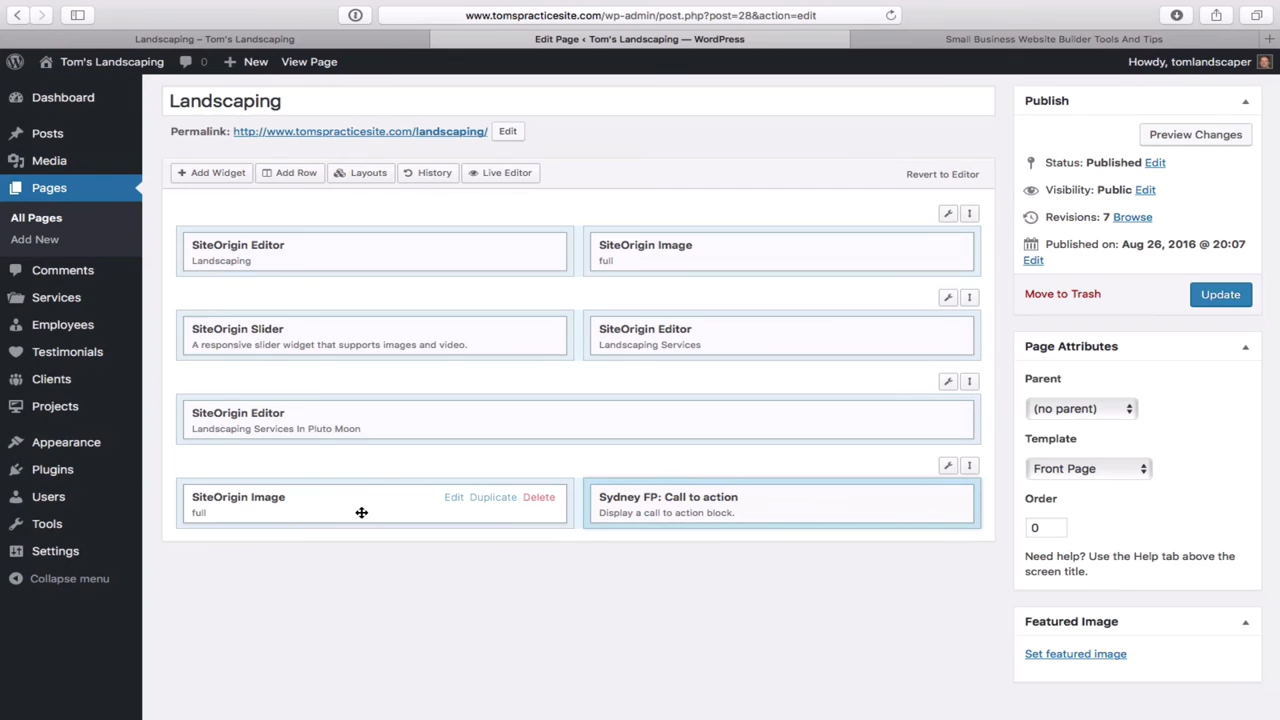 www.tomspracticesite.com/wp-admin/post.php?post=28&action=edit
Landscaping – Tom's Landscaping
Edit Page ‹ Tom's Landscaping — WordPress
Small Business Website Builder Tools And Tips
Tom's Landscaping
0
New
View Page
Howdy, tomlandscaper
Dashboard
Posts
Media
Pages
All Pages
Add New
Comments
Services
Employees
Testimonials
Clients
Projects
Appearance
Plugins
Users
Tools
Settings
Collapse menu
Landscaping
Permalink: http://www.tomspracticesite.com/landscaping/ Edit
Add Widget
Add Row
Layouts
History
Live Editor
Revert to Editor
SiteOrigin Editor
Landscaping
SiteOrigin Image
full
SiteOrigin Slider
A responsive slider widget that supports images and video.
SiteOrigin Editor
Landscaping Services
SiteOrigin Editor
Landscaping Services In Pluto Moon
SiteOrigin Image Edit Duplicate Delete
full
Sydney FP: Call to action
Display a call to action block.
Publish
Preview Changes
Status: Published Edit
Visibility: Public Edit
Revisions: 7 Browse
Published on: Aug 26, 2016 @ 20:07
Edit
Move to Trash
Update
Page Attributes
Parent
(no parent)
Template
Front Page
Order
0
Need help? Use the Help tab above the
screen title.
Featured Image
Set featured image